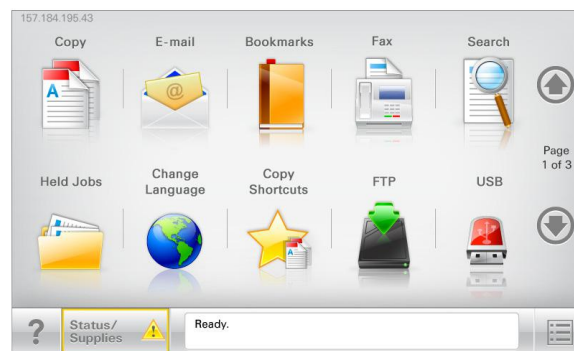 157.184.195.43
Copy
E-mail
Bookmarks
Fax
Search
Page
1 of 3
Held Jobs
Change
Language
Copy
Shortcuts
FTP
USB
?
Status/
Supplies
Ready.